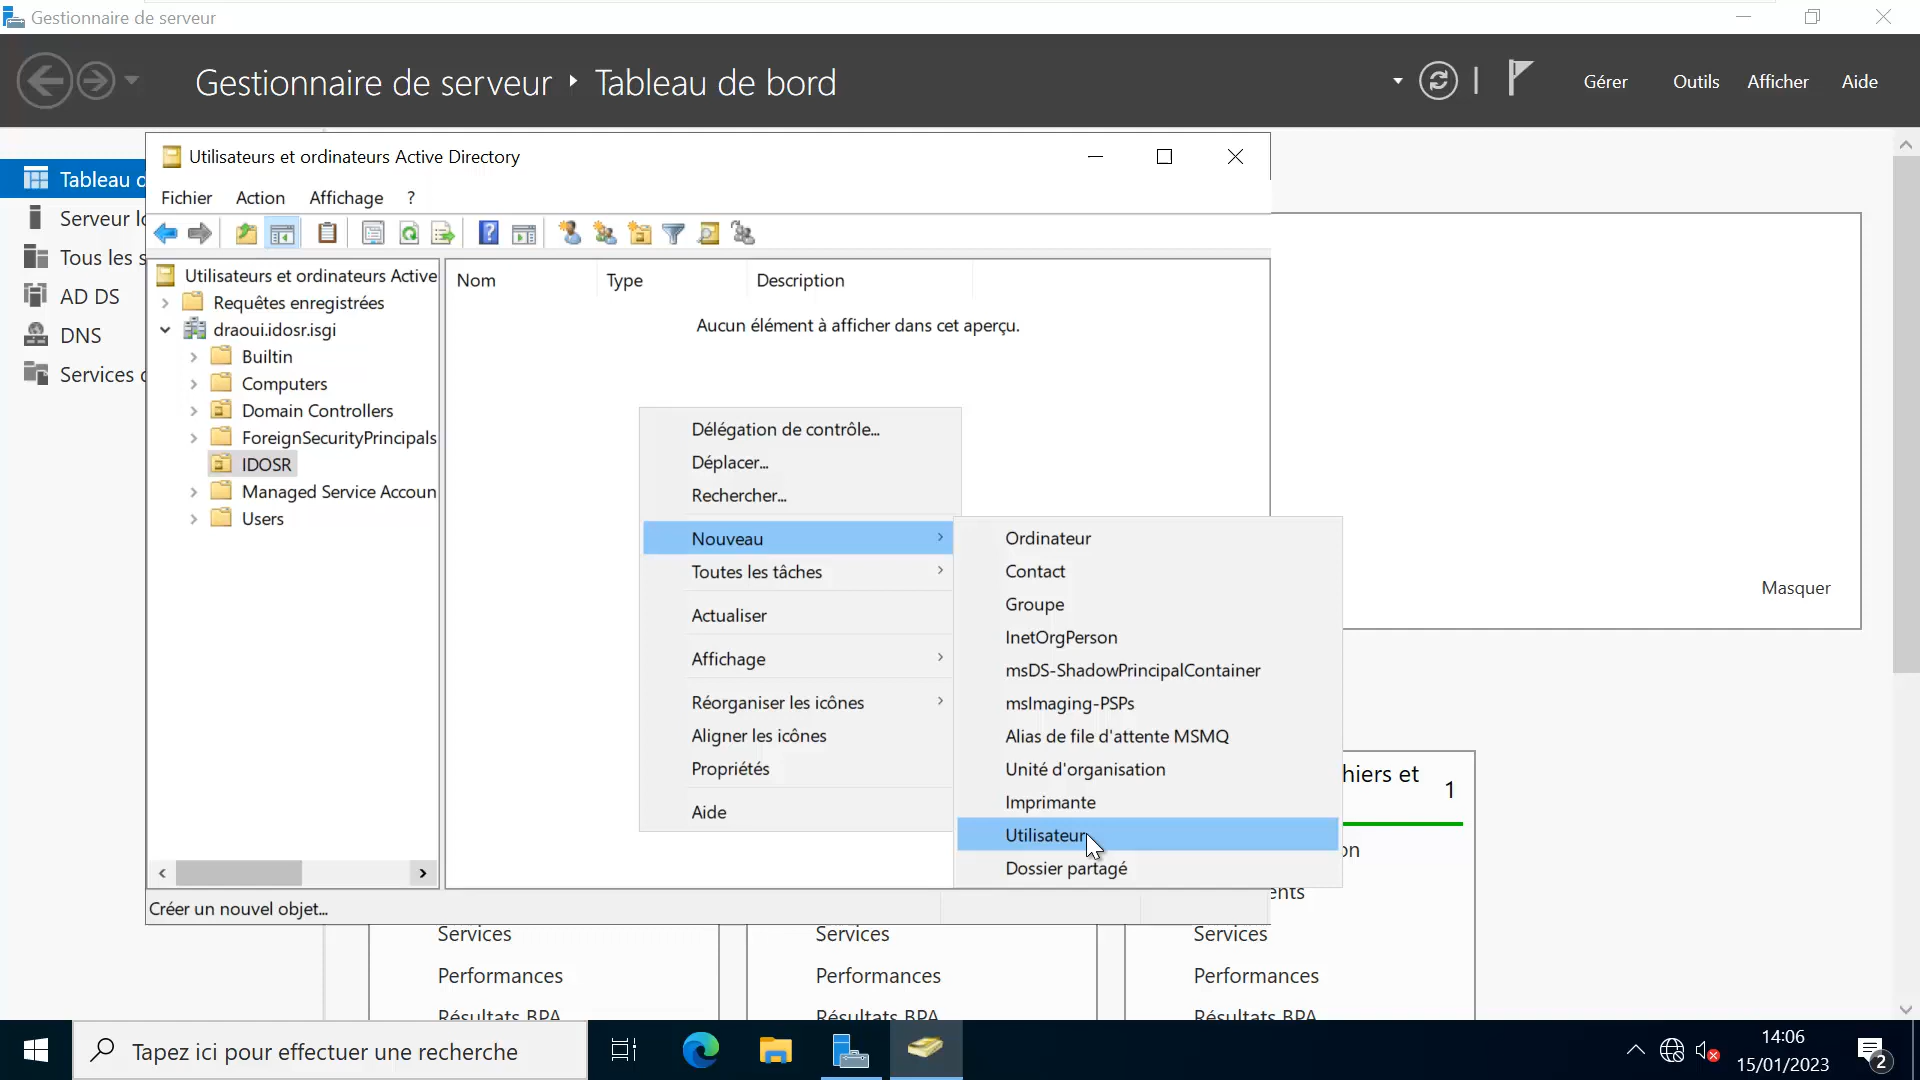 Gestionnaire de serveur
Gestionnaire de serveur ‣ Tableau de bord
Gérer
Outils
Afficher
Aide
Tableau d
Serveur lo
Tous les s
AD DS
DNS
Services d
Utilisateurs et ordinateurs Active Directory
Fichier
Action
Affichage
?
Utilisateurs et ordinateurs Active
Requêtes enregistrées
draoui.idosr.isgi
Builtin
Computers
Domain Controllers
ForeignSecurityPrincipals
IDOSR
Managed Service Accoun
Users
Nom
Type
Description
Aucun élément à afficher dans cet aperçu.
Délégation de contrôle...
Déplacer...
Rechercher...
Nouveau
Toutes les tâches
Actualiser
Affichage
Réorganiser les icônes
Aligner les icônes
Propriétés
Aide
Ordinateur
Contact
Groupe
InetOrgPerson
msDS-ShadowPrincipalContainer
msImaging-PSPs
Alias de file d'attente MSMQ
Unité d'organisation
Imprimante
Utilisateur
Dossier partagé
Créer un nouvel objet...
Masquer
hiers et
1
on
ents
Services
Performances
Résultats BPA
Services
Performances
Résultats BPA
Services
Performances
Résultats BPA
Tapez ici pour effectuer une recherche
14:06
15/01/2023
2